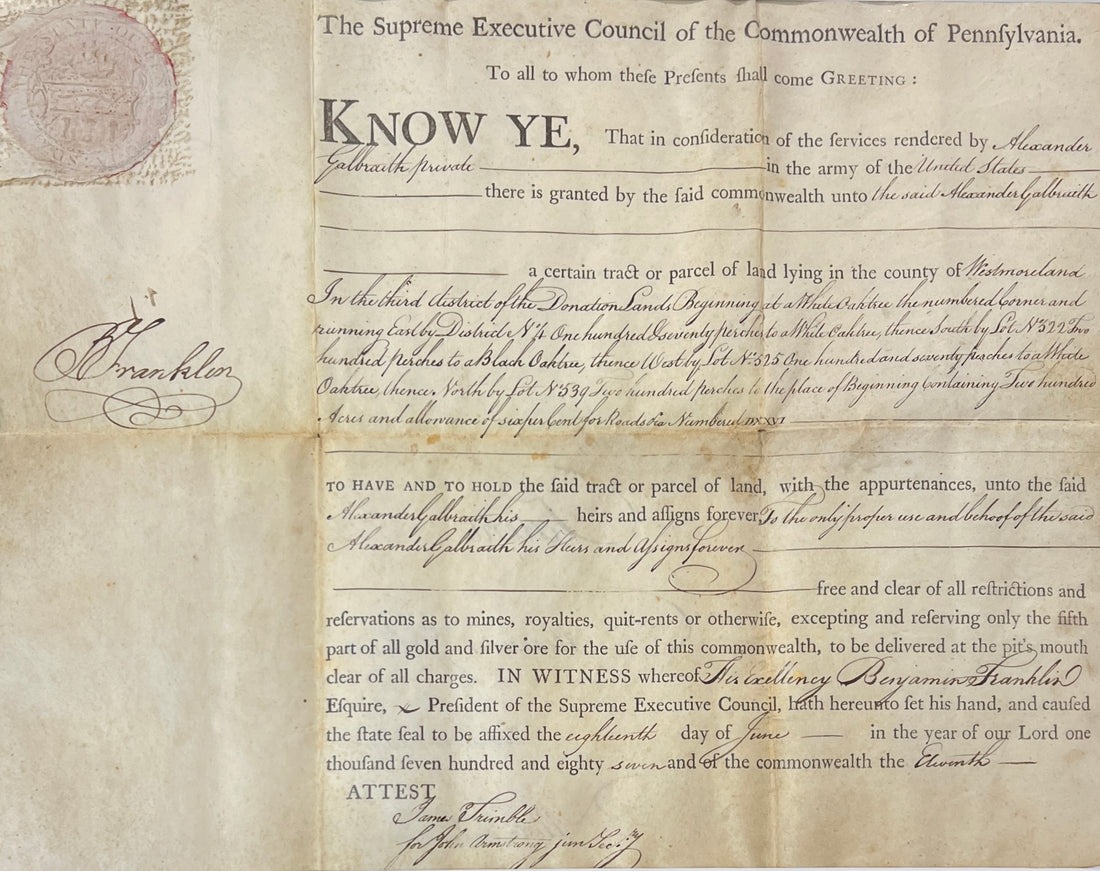 The Supreme Executive Council of the Commonwealth of Pennſylvania.
To all to whom theſe Preſents ſhall come GREETING :
KNOW YE, That in conſideration of the ſervices rendered by Alexander
Galbraith private in the army of the United States
there is granted by the ſaid commonwealth unto the said Alexander Galbraith
a certain tract or parcel of land lying in the county of Westmoreland
In the third district of the Donation Lands Beginning at a White Oaktree the numbered Corner and
running East by District No. 4 One hundred & seventy perches to a White Oaktree, thence South by Lot No. 522 Two
hundred perches to a Black Oaktree, thence West by Lot No. 525 One hundred and seventy perches to a White
Oaktree, thence North by Lot No. 539 Two hundred perches to the place of Beginning Containing Two hundred
Acres and allowance of six per Cent for Roads &ca Numbered DXXVI
TO HAVE AND TO HOLD the ſaid tract or parcel of land, with the appurtenances, unto the ſaid
Alexander Galbraith his heirs and aſſigns forever, To the only proper use and behoof of the said
Alexander Galbraith his Heirs and Aſsigns forever
free and clear of all reſtrictions and
reſervations as to mines, royalties, quit-rents or otherwiſe, excepting and reſerving only the fifth
part of all gold and ſilver ore for the uſe of this commonwealth, to be delivered at the pit's mouth
clear of all charges. IN WITNESS whereof His Exellency Benjamin Franklin
Eſquire, Preſident of the Supreme Executive Council, hath hereunto ſet his hand, and cauſed
the ſtate ſeal to be affixed the eighteenth day of June in the year of our Lord one
thouſand ſeven hundred and eighty seven and of the commonwealth the Eleventh
ATTEST
James Trimble
for John Armstrong jun Secry
B Franklin